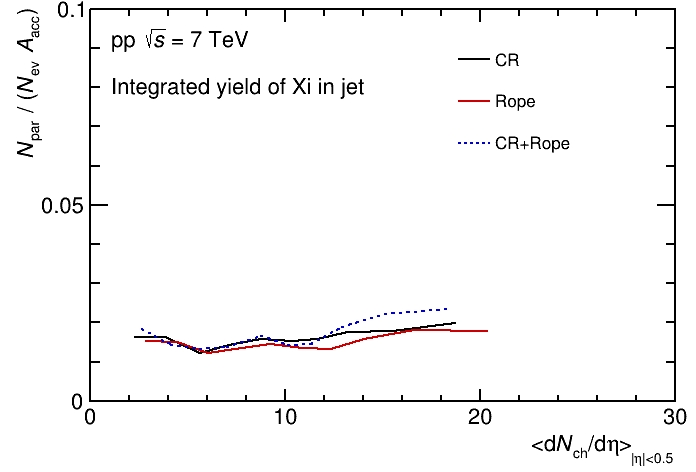 N_par / (N_ev A_acc)
0.1
0.05
0
pp √s = 7 TeV
Integrated yield of Xi in jet
CR
Rope
CR+Rope
0 10 20 30
<dN_ch/dη>_|η|<0.5